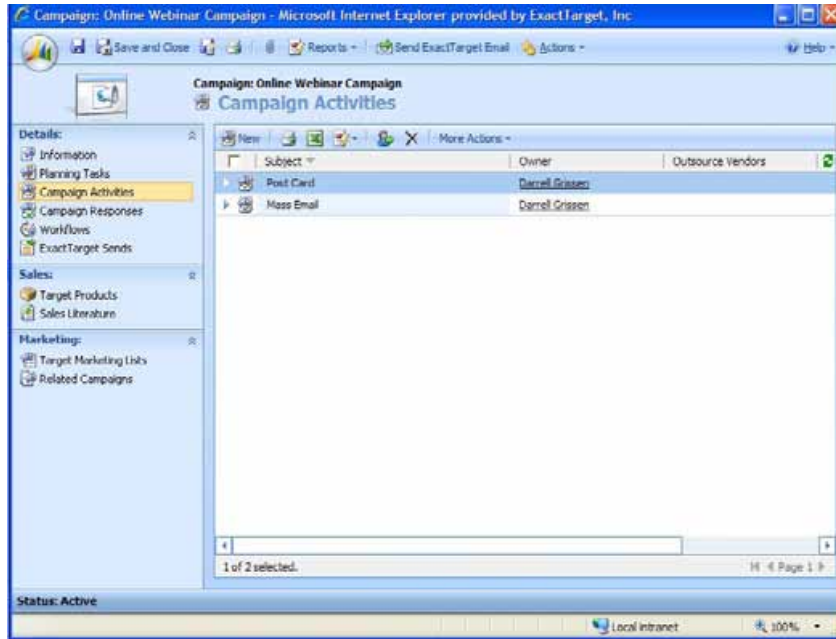 Campaign: Online Webinar Campaign - Microsoft Internet Explorer provided by ExactTarget, Inc
Save and Close Reports Send ExactTarget Email Actions Help
Campaign: Online Webinar Campaign
Campaign Activities
Details:
Information
Planning Tasks
Campaign Activities
Campaign Responses
Workflows
ExactTarget Sends
Sales:
Target Products
Sales Literature
Marketing:
Target Marketing Lists
Related Campaigns
New More Actions
Subject Owner Outsource Vendors
Post Card Darrell Grissen
Mass Email Darrell Grissen
1 of 2 selected. Page 1
Status: Active
Local intranet 100%